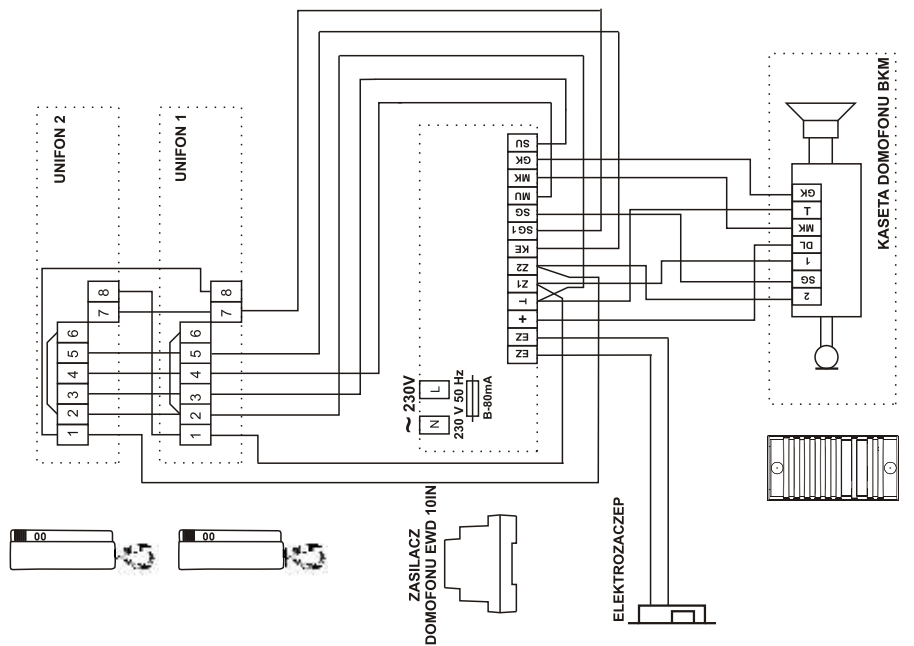 UNIFON 2
8
7
6
5
4
3
2
1
UNIFON 1
8
7
6
5
4
3
2
1
SU
GK
MK
MU
SG
SG1
KE
Z2
Z1
⊥
+
EZ
EZ
~ 230V
L
N
230 V 50 Hz
B-80mA
KASETA DOMOFONU BKM
GK
⊥
MK
DL
1
SG
2
ZASILACZ
DOMOFONU EWD 10IN
ELEKTROZACZEP